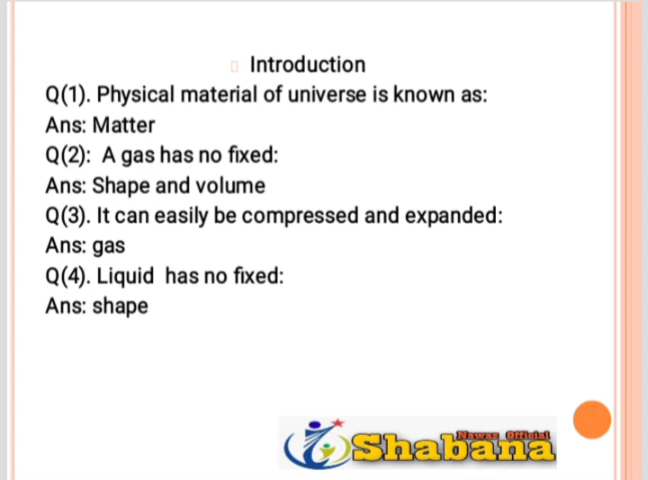 Introduction
Q(1). Physical material of universe is known as:
Ans: Matter
Q(2): A gas has no fixed:
Ans: Shape and volume
Q(3). It can easily be compressed and expanded:
Ans: gas
Q(4). Liquid has no fixed:
Ans: shape
Nawaz Official
Shabana